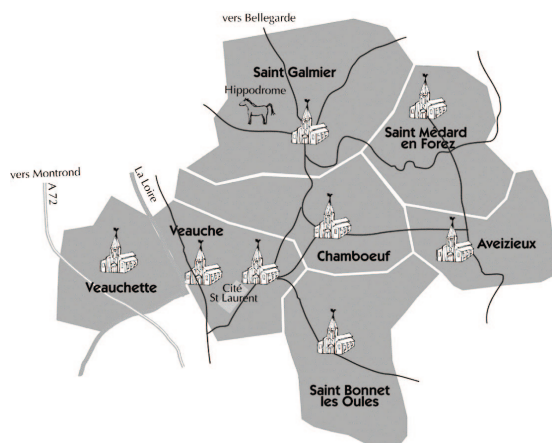 vers Bellegarde
Saint Galmier
Hippodrome
Saint Médard
en Forez
vers Montrond
A 72
La Loire
Veauche
Aveizieux
Chamboeuf
Veauchette
Cité
St Laurent
Saint Bonnet
les Oules